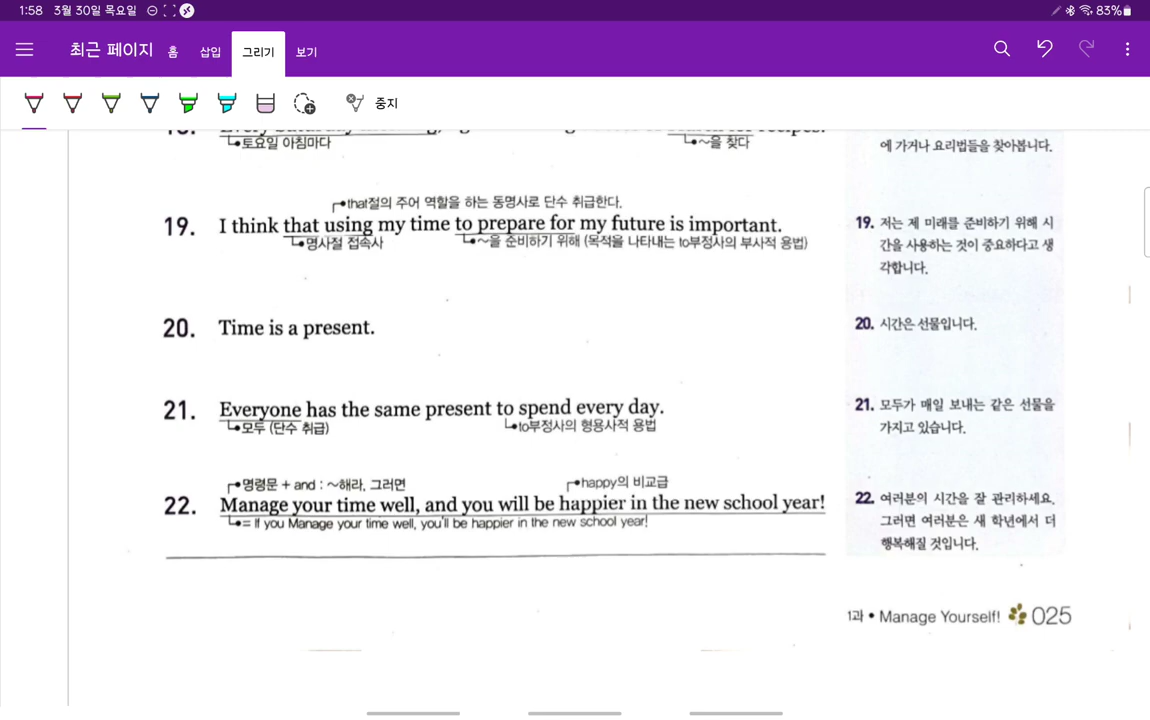 1:58 3월 30일 목요일 83%
최근 페이지 홈 삽입 그리기 보기
중지
↳토요일 아침마다 ↳~을 찾다
에 가거나 요리법들을 찾아봅니다.
that절의 주어 역할을 하는 동명사로 단수 취급한다.
19. I think that using my time to prepare for my future is important.
명사절 접속사 ~을 준비하기 위해 (목적을 나타내는 to부정사의 부사적 용법)
19. 저는 제 미래를 준비하기 위해 시
간을 사용하는 것이 중요하다고 생
각합니다.
20. Time is a present.
20. 시간은 선물입니다.
21. Everyone has the same present to spend every day.
모두 (단수 취급) to부정사의 형용사적 용법
21. 모두가 매일 보내는 같은 선물을
가지고 있습니다.
명령문 + and : ~해라, 그러면 happy의 비교급
22. Manage your time well, and you will be happier in the new school year!
= If you Manage your time well, you'll be happier in the new school year!
22. 여러분의 시간을 잘 관리하세요.
그러면 여러분은 새 학년에서 더
행복해질 것입니다.
1과 • Manage Yourself! 025